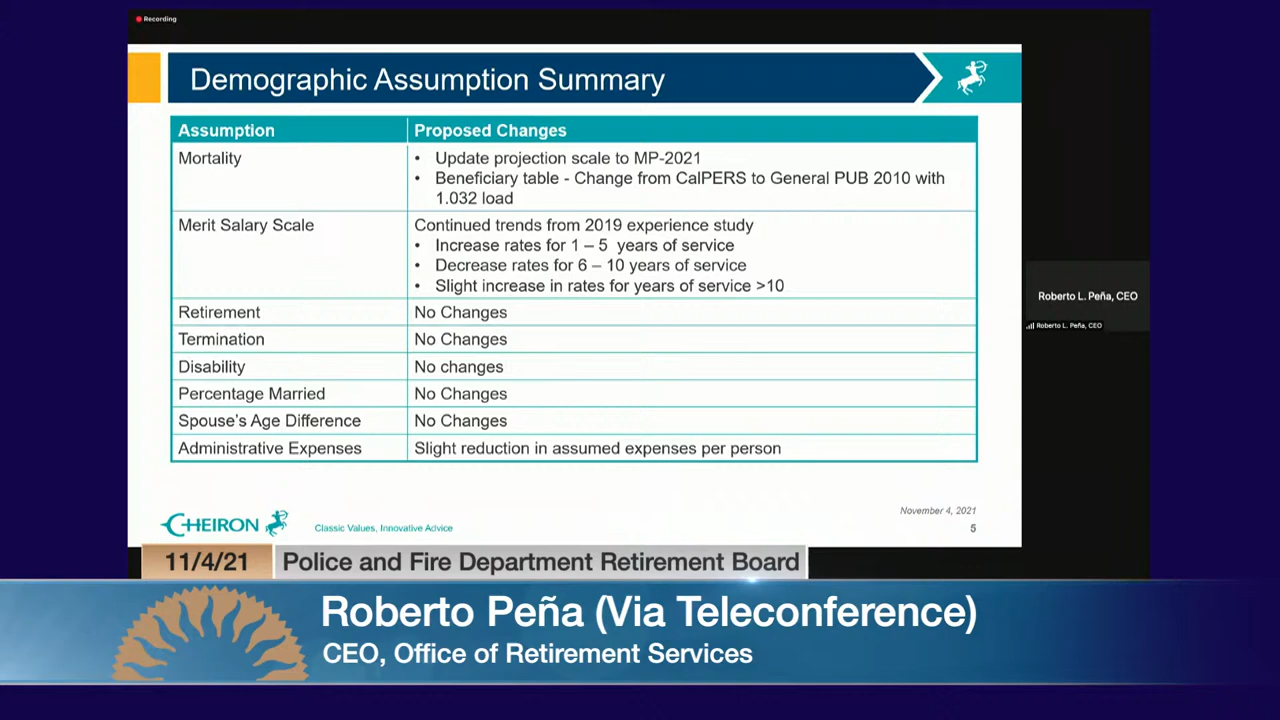 Recording
Demographic Assumption Summary
Assumption
Proposed Changes
Mortality
• Update projection scale to MP-2021
• Beneficiary table - Change from CalPERS to General PUB 2010 with
1.032 load
Merit Salary Scale
Continued trends from 2019 experience study
• Increase rates for 1 – 5 years of service
• Decrease rates for 6 – 10 years of service
• Slight increase in rates for years of service >10
Retirement
No Changes
Termination
No Changes
Disability
No changes
Percentage Married
No Changes
Spouse's Age Difference
No Changes
Administrative Expenses
Slight reduction in assumed expenses per person
Roberto L. Peña, CEO
Roberto L. Peña, CEO
CHEIRON
Classic Values, Innovative Advice
November 4, 2021
5
11/4/21
Police and Fire Department Retirement Board
Roberto Peña (Via Teleconference)
CEO, Office of Retirement Services